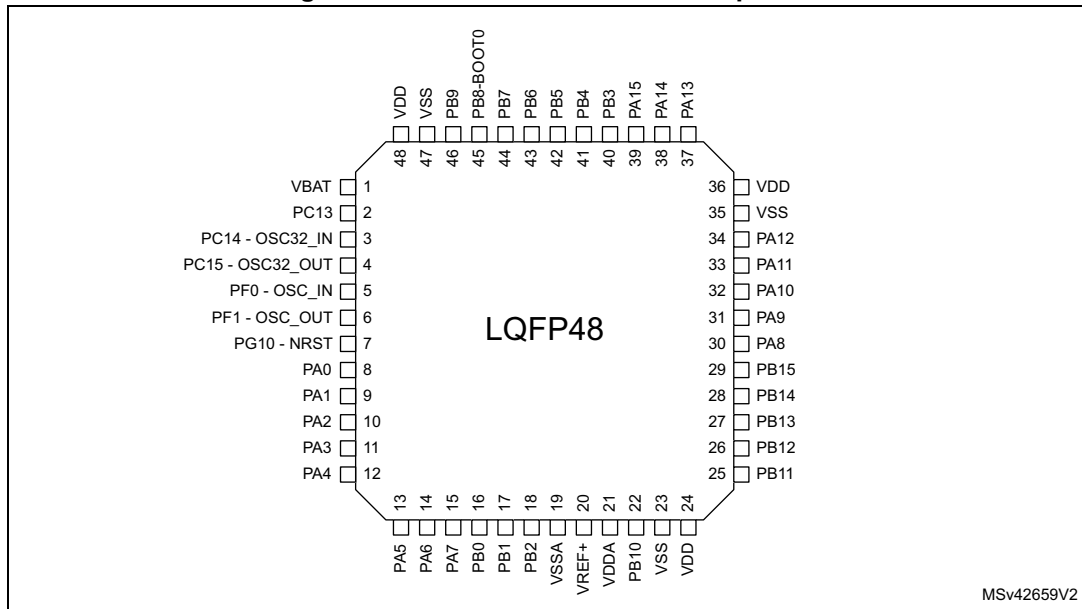 VDD
VSS
PB9
PB8-BOOT0
PB7
PB6
PB5
PB4
PB3
PA15
PA14
PA13
48
47
46
45
44
43
42
41
40
39
38
37
VBAT 1
PC13 2
PC14 - OSC32_IN 3
PC15 - OSC32_OUT 4
PF0 - OSC_IN 5
PF1 - OSC_OUT 6
PG10 - NRST 7
PA0 8
PA1 9
PA2 10
PA3 11
PA4 12
LQFP48
36 VDD
35 VSS
34 PA12
33 PA11
32 PA10
31 PA9
30 PA8
29 PB15
28 PB14
27 PB13
26 PB12
25 PB11
13
14
15
16
17
18
19
20
21
22
23
24
PA5
PA6
PA7
PB0
PB1
PB2
VSSA
VREF+
VDDA
PB10
VSS
VDD
MSv42659V2